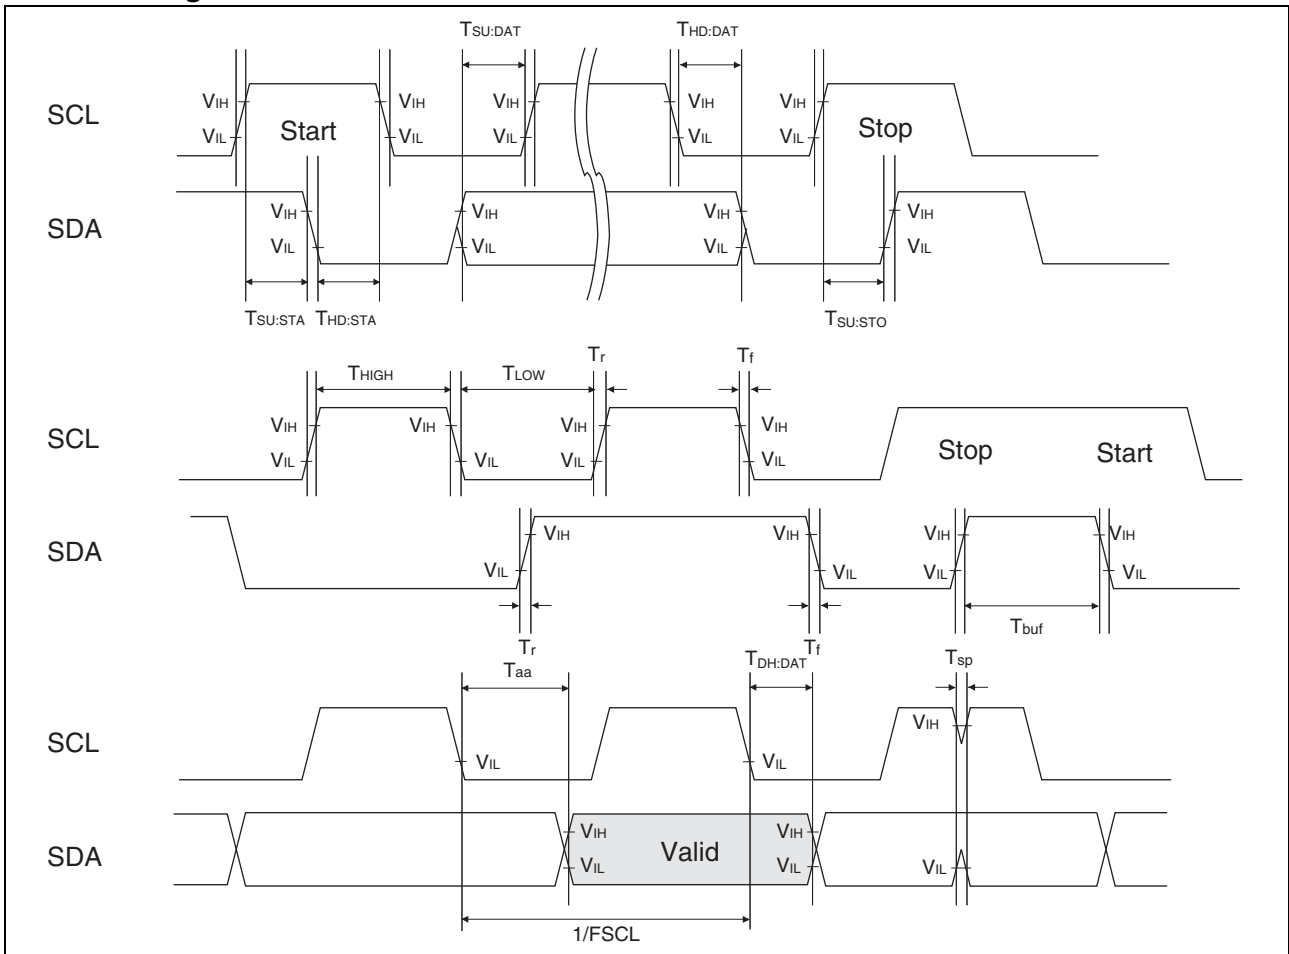 TSU:DAT THD:DAT
SCL VIH VIH VIH VIH VIH
VIL Start VIL VIL VIL VIL Stop
SDA VIH VIH VIH VIH
VIL VIL VIL VIL
TSU:STA THD:STA TSU:STO
Tr Tf
THIGH TLOW
SCL VIH VIH VIH VIH
VIL VIL VIL VIL Stop Start
SDA VIH VIH VIH VIH
VIL VIL VIL VIL
Tr Tf Tbuf
Taa TDH:DAT Tsp
SCL VIH
VIL VIL
SDA VIH Valid VIH
VIL VIL VIL
1/FSCL